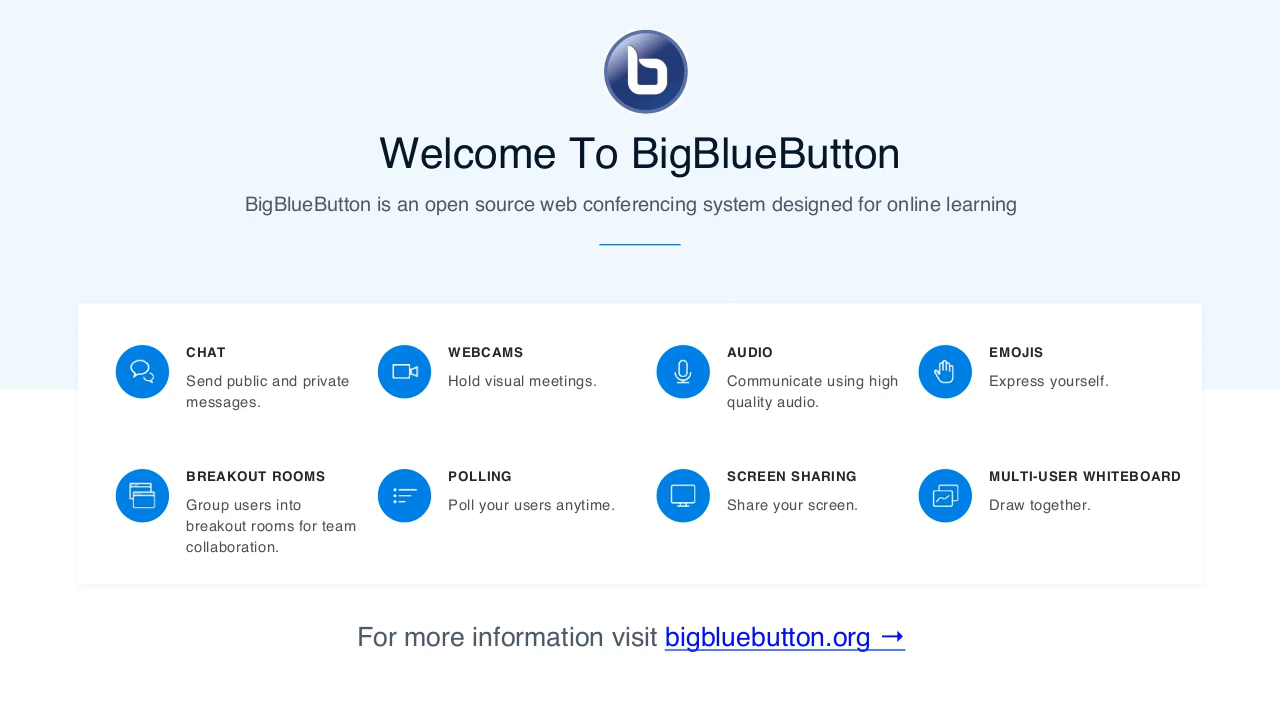 Welcome To BigBlueButton
BigBlueButton is an open source web conferencing system designed for online learning
CHAT
Send public and private
messages.
WEBCAMS
Hold visual meetings.
AUDIO
Communicate using high
quality audio.
EMOJIS
Express yourself.
BREAKOUT ROOMS
Group users into
breakout rooms for team
collaboration.
POLLING
Poll your users anytime.
SCREEN SHARING
Share your screen.
MULTI-USER WHITEBOARD
Draw together.
For more information visit bigbluebutton.org →